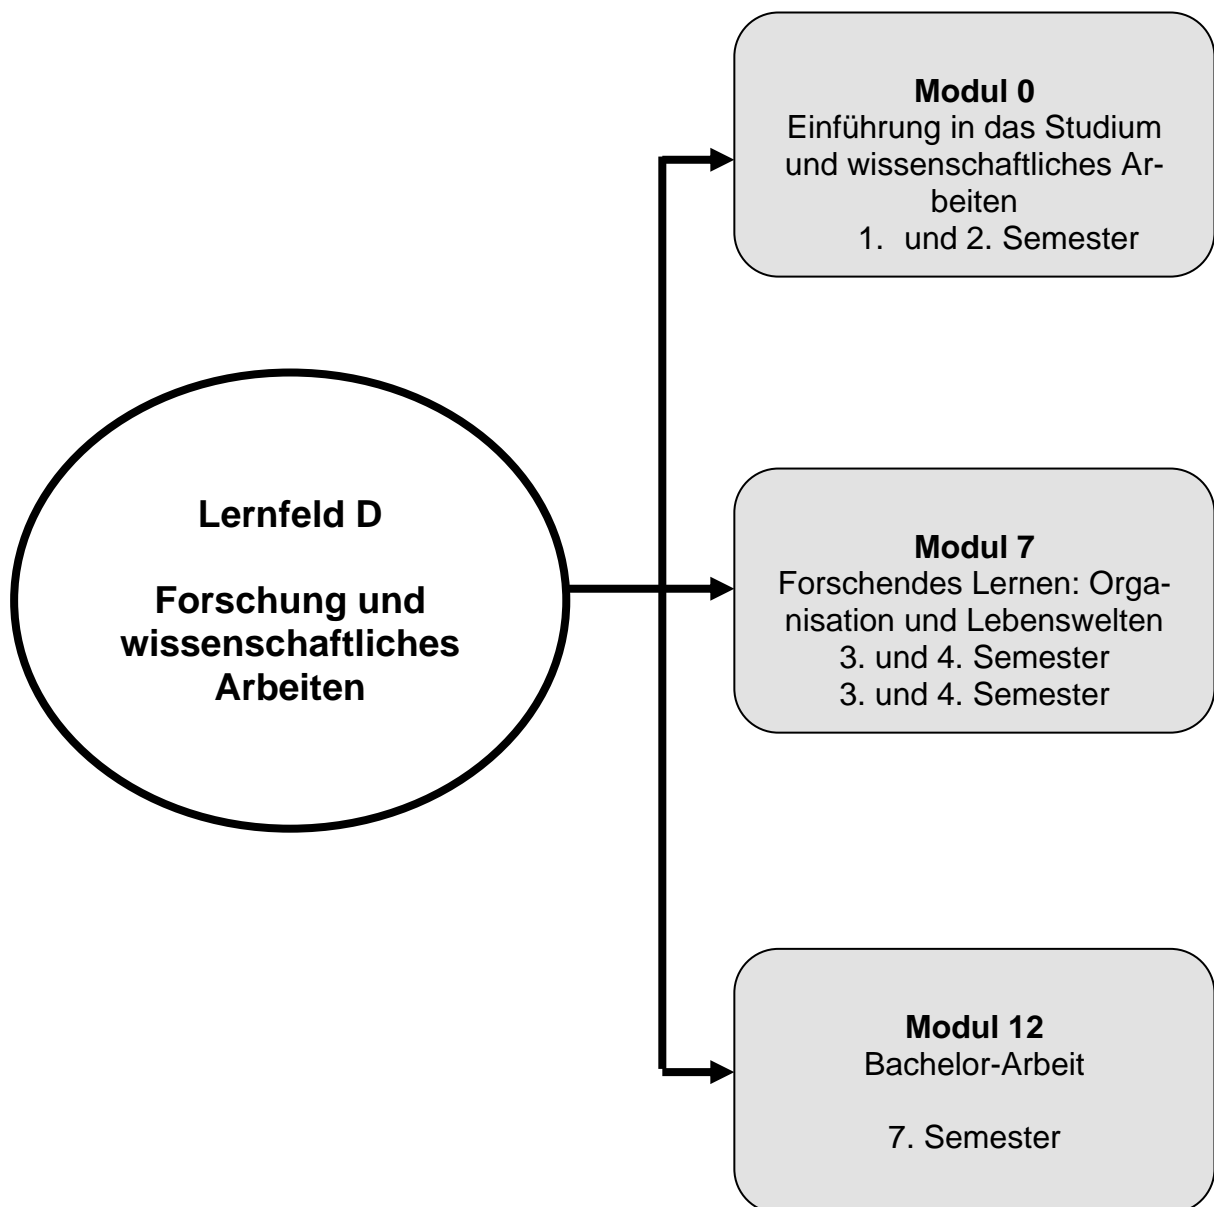 Modul 0
Einführung in das Studium
und wissenschaftliches Ar-
beiten
1. und 2. Semester
Lernfeld D
Forschung und
wissenschaftliches
Arbeiten
Modul 7
Forschendes Lernen: Orga-
nisation und Lebenswelten
3. und 4. Semester
3. und 4. Semester
Modul 12
Bachelor-Arbeit
7. Semester